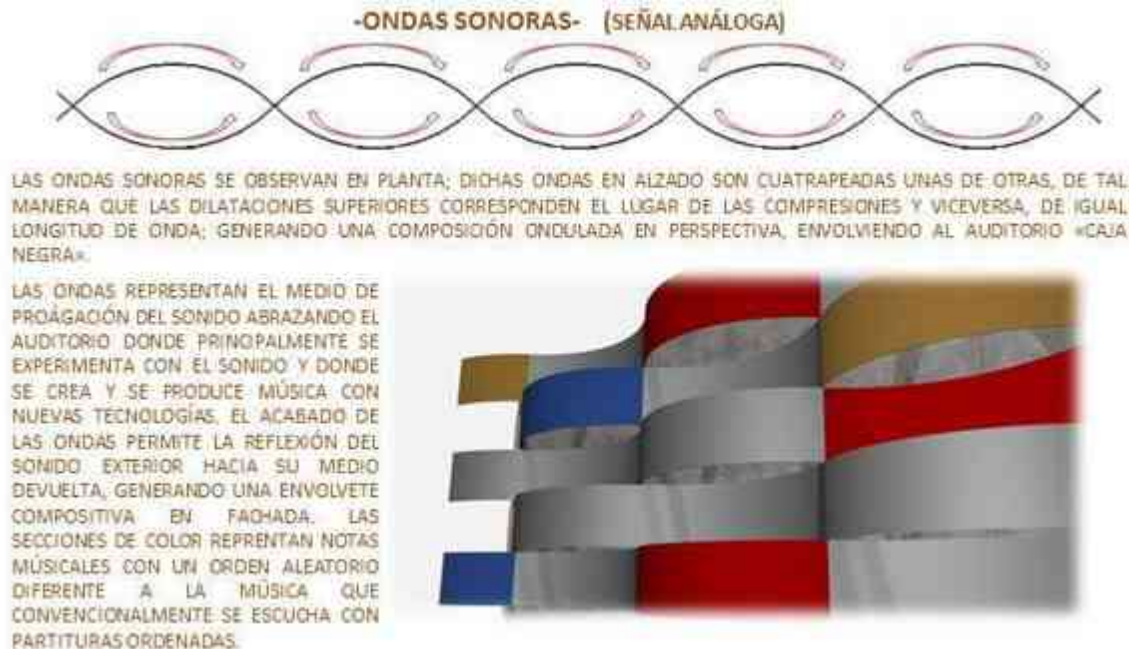 -ONDAS SONORAS- (SEÑAL ANÁLOGA)
LAS ONDAS SONORAS SE OBSERVAN EN PLANTA; DICHAS ONDAS EN ALZADO SON CUATRAPEADAS UNAS DE OTRAS, DE TAL
MANERA QUE LAS DILATACIONES SUPERIORES CORRESPONDEN EL LUGAR DE LAS COMPRESIONES Y VICEVERSA, DE IGUAL
LONGITUD DE ONDA; GENERANDO UNA COMPOSICIÓN ONDULADA EN PERSPECTIVA, ENVOLVIENDO AL AUDITORIO «CAJA
NEGRA».
LAS ONDAS REPRESENTAN EL MEDIO DE
PROÁGACIÓN DEL SONIDO ABRAZANDO EL
AUDITORIO DONDE PRINCIPALMENTE SE
EXPERIMENTA CON EL SONIDO Y DONDE
SE CREA Y SE PRODUCE MÚSICA CON
NUEVAS TECNOLOGÍAS. EL ACABADO DE
LAS ONDAS PERMITE LA REFLEXIÓN DEL
SONIDO EXTERIOR HACIA SU MEDIO
DEVUELTA, GENERANDO UNA ENVOLVETE
COMPOSITIVA EN FACHADA. LAS
SECCIONES DE COLOR REPRENTAN NOTAS
MÚSICALES CON UN ORDEN ALEATORIO
DIFERENTE A LA MÚSICA QUE
CONVENCIONALMENTE SE ESCUCHA CON
PARTITURAS ORDENADAS.